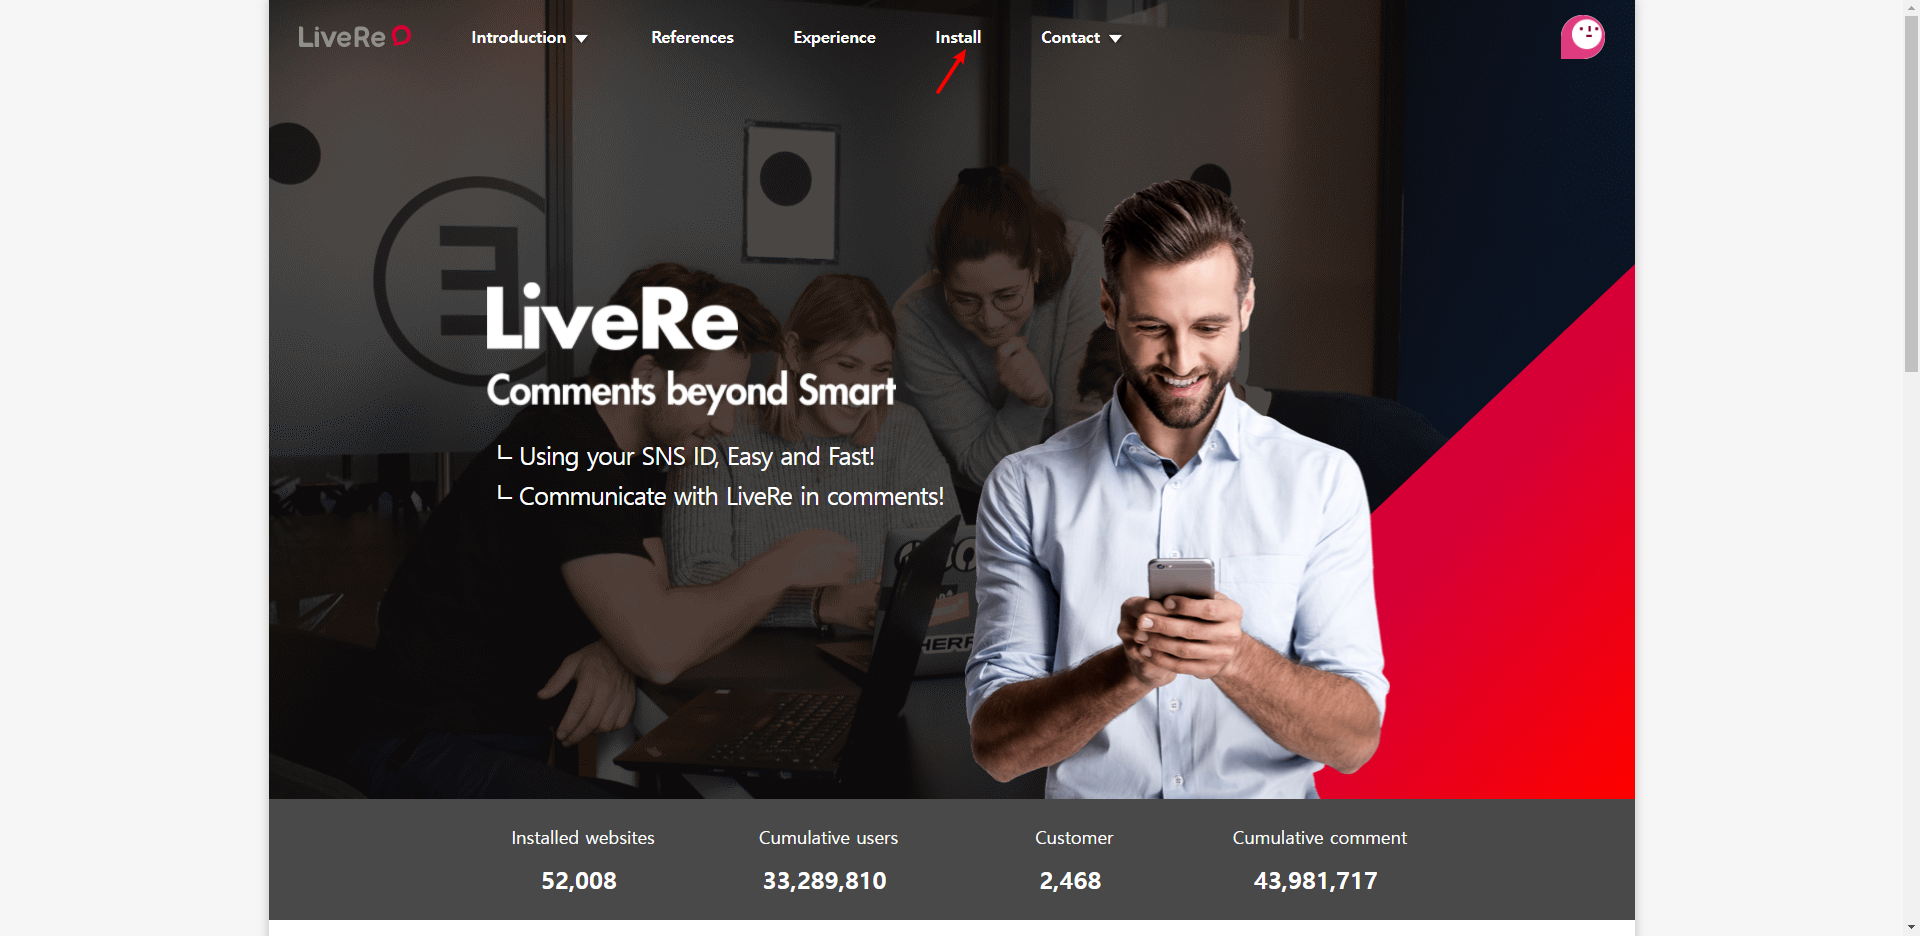 LiveRe
Introduction
References
Experience
Install
Contact
LiveRe
Comments beyond Smart
Using your SNS ID, Easy and Fast!
Communicate with LiveRe in comments!
HERE
Installed websites
Cumulative users
Customer
Cumulative comment
52,008
33,289,810
2,468
43,981,717